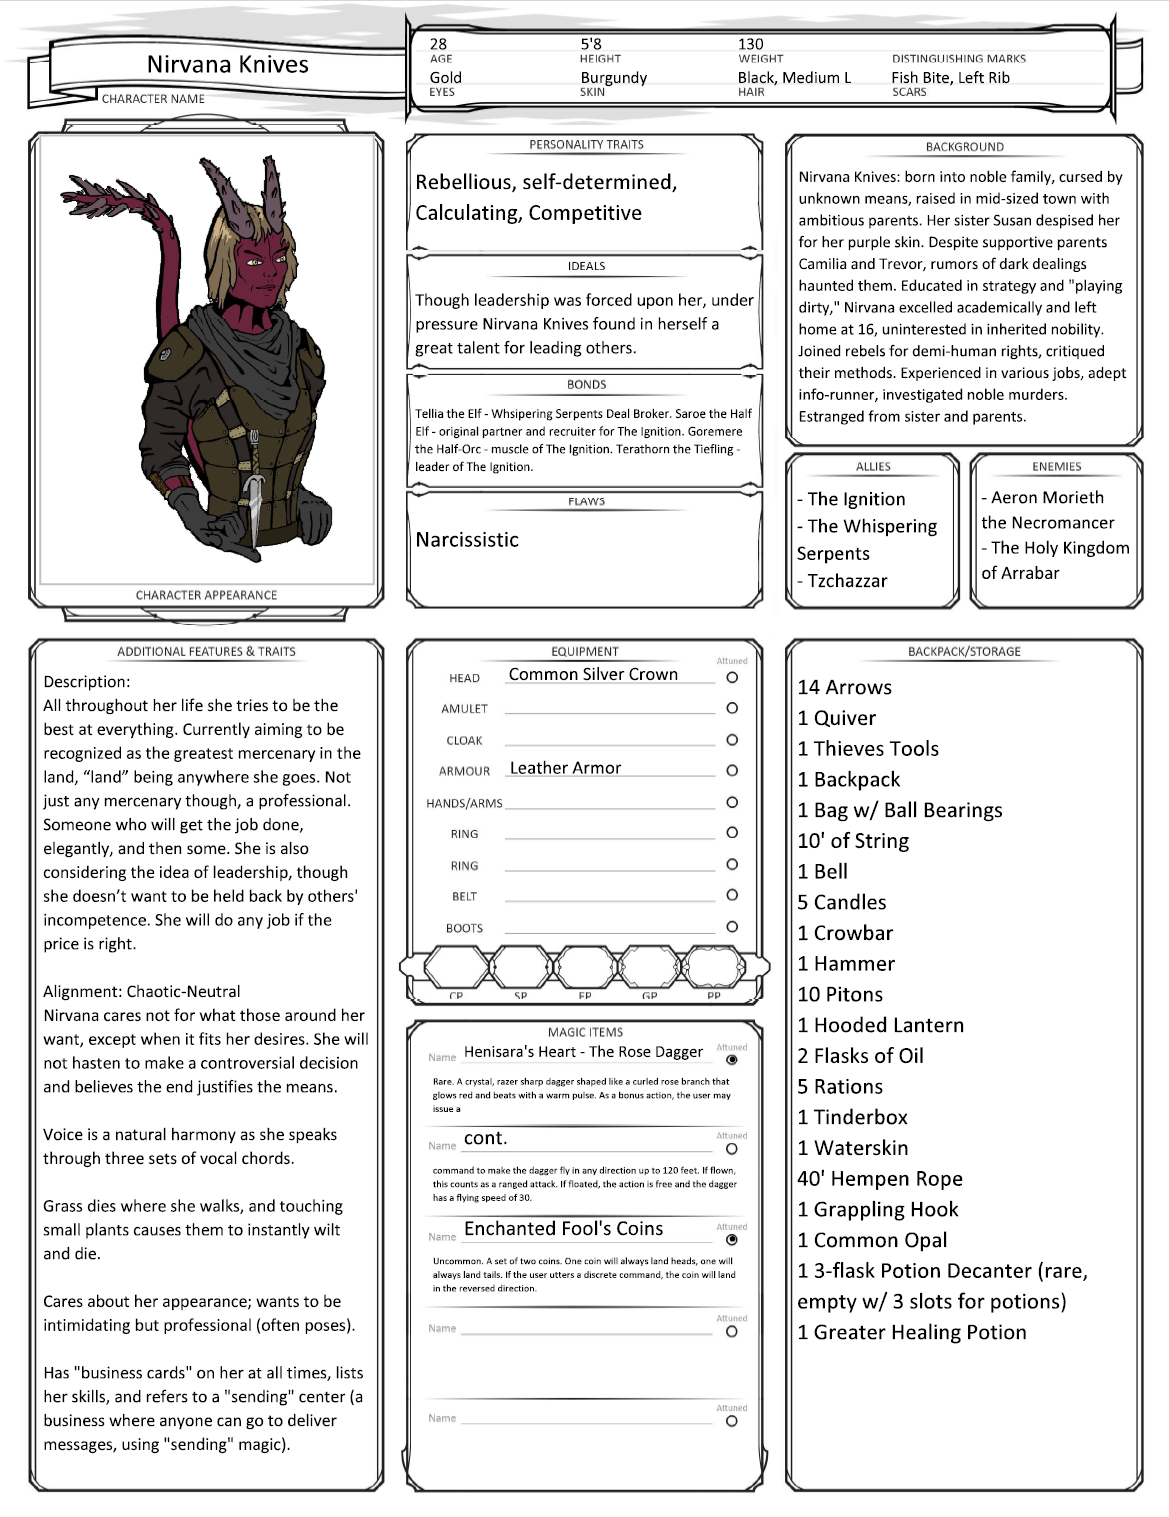 Nirvana Knives
CHARACTER NAME
28 5'8 130
AGE HEIGHT WEIGHT DISTINGUISHING MARKS
Gold Burgundy Black, Medium L Fish Bite, Left Rib
EYES SKIN HAIR SCARS
CHARACTER APPEARANCE
PERSONALITY TRAITS
Rebellious, self-determined,
Calculating, Competitive
IDEALS
Though leadership was forced upon her, under
pressure Nirvana Knives found in herself a
great talent for leading others.
BONDS
Tellia the Elf - Whsipering Serpents Deal Broker. Saroe the Half
Elf - original partner and recruiter for The Ignition. Goremere
the Half-Orc - muscle of The Ignition. Terathorn the Tiefling -
leader of The Ignition.
FLAWS
Narcissistic
BACKGROUND
Nirvana Knives: born into noble family, cursed by
unknown means, raised in mid-sized town with
ambitious parents. Her sister Susan despised her
for her purple skin. Despite supportive parents
Camilia and Trevor, rumors of dark dealings
haunted them. Educated in strategy and "playing
dirty," Nirvana excelled academically and left
home at 16, uninterested in inherited nobility.
Joined rebels for demi-human rights, critiqued
their methods. Experienced in various jobs, adept
info-runner, investigated noble murders.
Estranged from sister and parents.
ALLIES
- The Ignition
- The Whispering
Serpents
- Tzchazzar
ENEMIES
- Aeron Morieth
the Necromancer
- The Holy Kingdom
of Arrabar
ADDITIONAL FEATURES & TRAITS
Description:
All throughout her life she tries to be the
best at everything. Currently aiming to be
recognized as the greatest mercenary in the
land, “land” being anywhere she goes. Not
just any mercenary though, a professional.
Someone who will get the job done,
elegantly, and then some. She is also
considering the idea of leadership, though
she doesn’t want to be held back by others'
incompetence. She will do any job if the
price is right.
Alignment: Chaotic-Neutral
Nirvana cares not for what those around her
want, except when it fits her desires. She will
not hasten to make a controversial decision
and believes the end justifies the means.
Voice is a natural harmony as she speaks
through three sets of vocal chords.
Grass dies where she walks, and touching
small plants causes them to instantly wilt
and die.
Cares about her appearance; wants to be
intimidating but professional (often poses).
Has "business cards" on her at all times, lists
her skills, and refers to a "sending" center (a
business where anyone can go to deliver
messages, using "sending" magic).
EQUIPMENT
Attuned
HEAD Common Silver Crown
AMULET
CLOAK
ARMOUR Leather Armor
HANDS/ARMS
RING
RING
BELT
BOOTS
CP SP EP GP PP
MAGIC ITEMS
Name Henisara's Heart - The Rose Dagger Attuned
Rare. A crystal, razer sharp dagger shaped like a curled rose branch that
glows red and beats with a warm pulse. As a bonus action, the user may
issue a
Name cont. Attuned
command to make the dagger fly in any direction up to 120 feet. If flown,
this counts as a ranged attack. If floated, the action is free and the dagger
has a flying speed of 30.
Name Enchanted Fool's Coins Attuned
Uncommon. A set of two coins. One coin will always land heads, one will
always land tails. If the user utters a discrete command, the coin will land
in the reversed direction.
Name Attuned
Name Attuned
BACKPACK/STORAGE
14 Arrows
1 Quiver
1 Thieves Tools
1 Backpack
1 Bag w/ Ball Bearings
10' of String
1 Bell
5 Candles
1 Crowbar
1 Hammer
10 Pitons
1 Hooded Lantern
2 Flasks of Oil
5 Rations
1 Tinderbox
1 Waterskin
40' Hempen Rope
1 Grappling Hook
1 Common Opal
1 3-flask Potion Decanter (rare,
empty w/ 3 slots for potions)
1 Greater Healing Potion